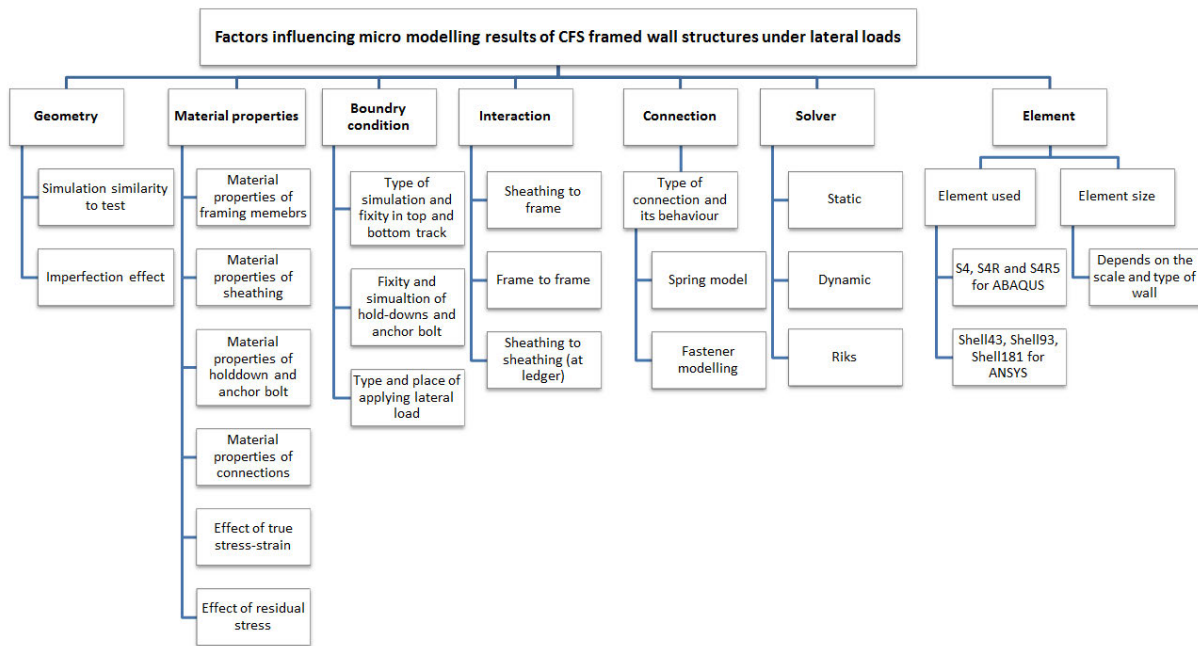 Factors influencing micro modelling results of CFS framed wall structures under lateral loads
Geometry
Simulation similarity
to test
Imperfection effect
Material properties
Material
properties of
framing memebrs
Material
properties of
sheathing
Material
properties of
holddown and
anchor bolt
Material
properties of
connections
Effect of true
stress-strain
Effect of residual
stress
Boundry
condition
Type of
simulation and
fixity in top and
bottom track
Fixity and
simualtion of
hold-downs and
anchor bolt
Type and place of
applying lateral
load
Interaction
Sheathing to
frame
Frame to frame
Sheathing to
sheathing (at
ledger)
Connection
Type of
connection and
its behaviour
Spring model
Fastener
modelling
Solver
Static
Dynamic
Riks
Element
Element used
S4, S4R and S4R5
for ABAQUS
Shell43, Shell93,
Shell181 for
ANSYS
Element size
Depends on the
scale and type of
wall